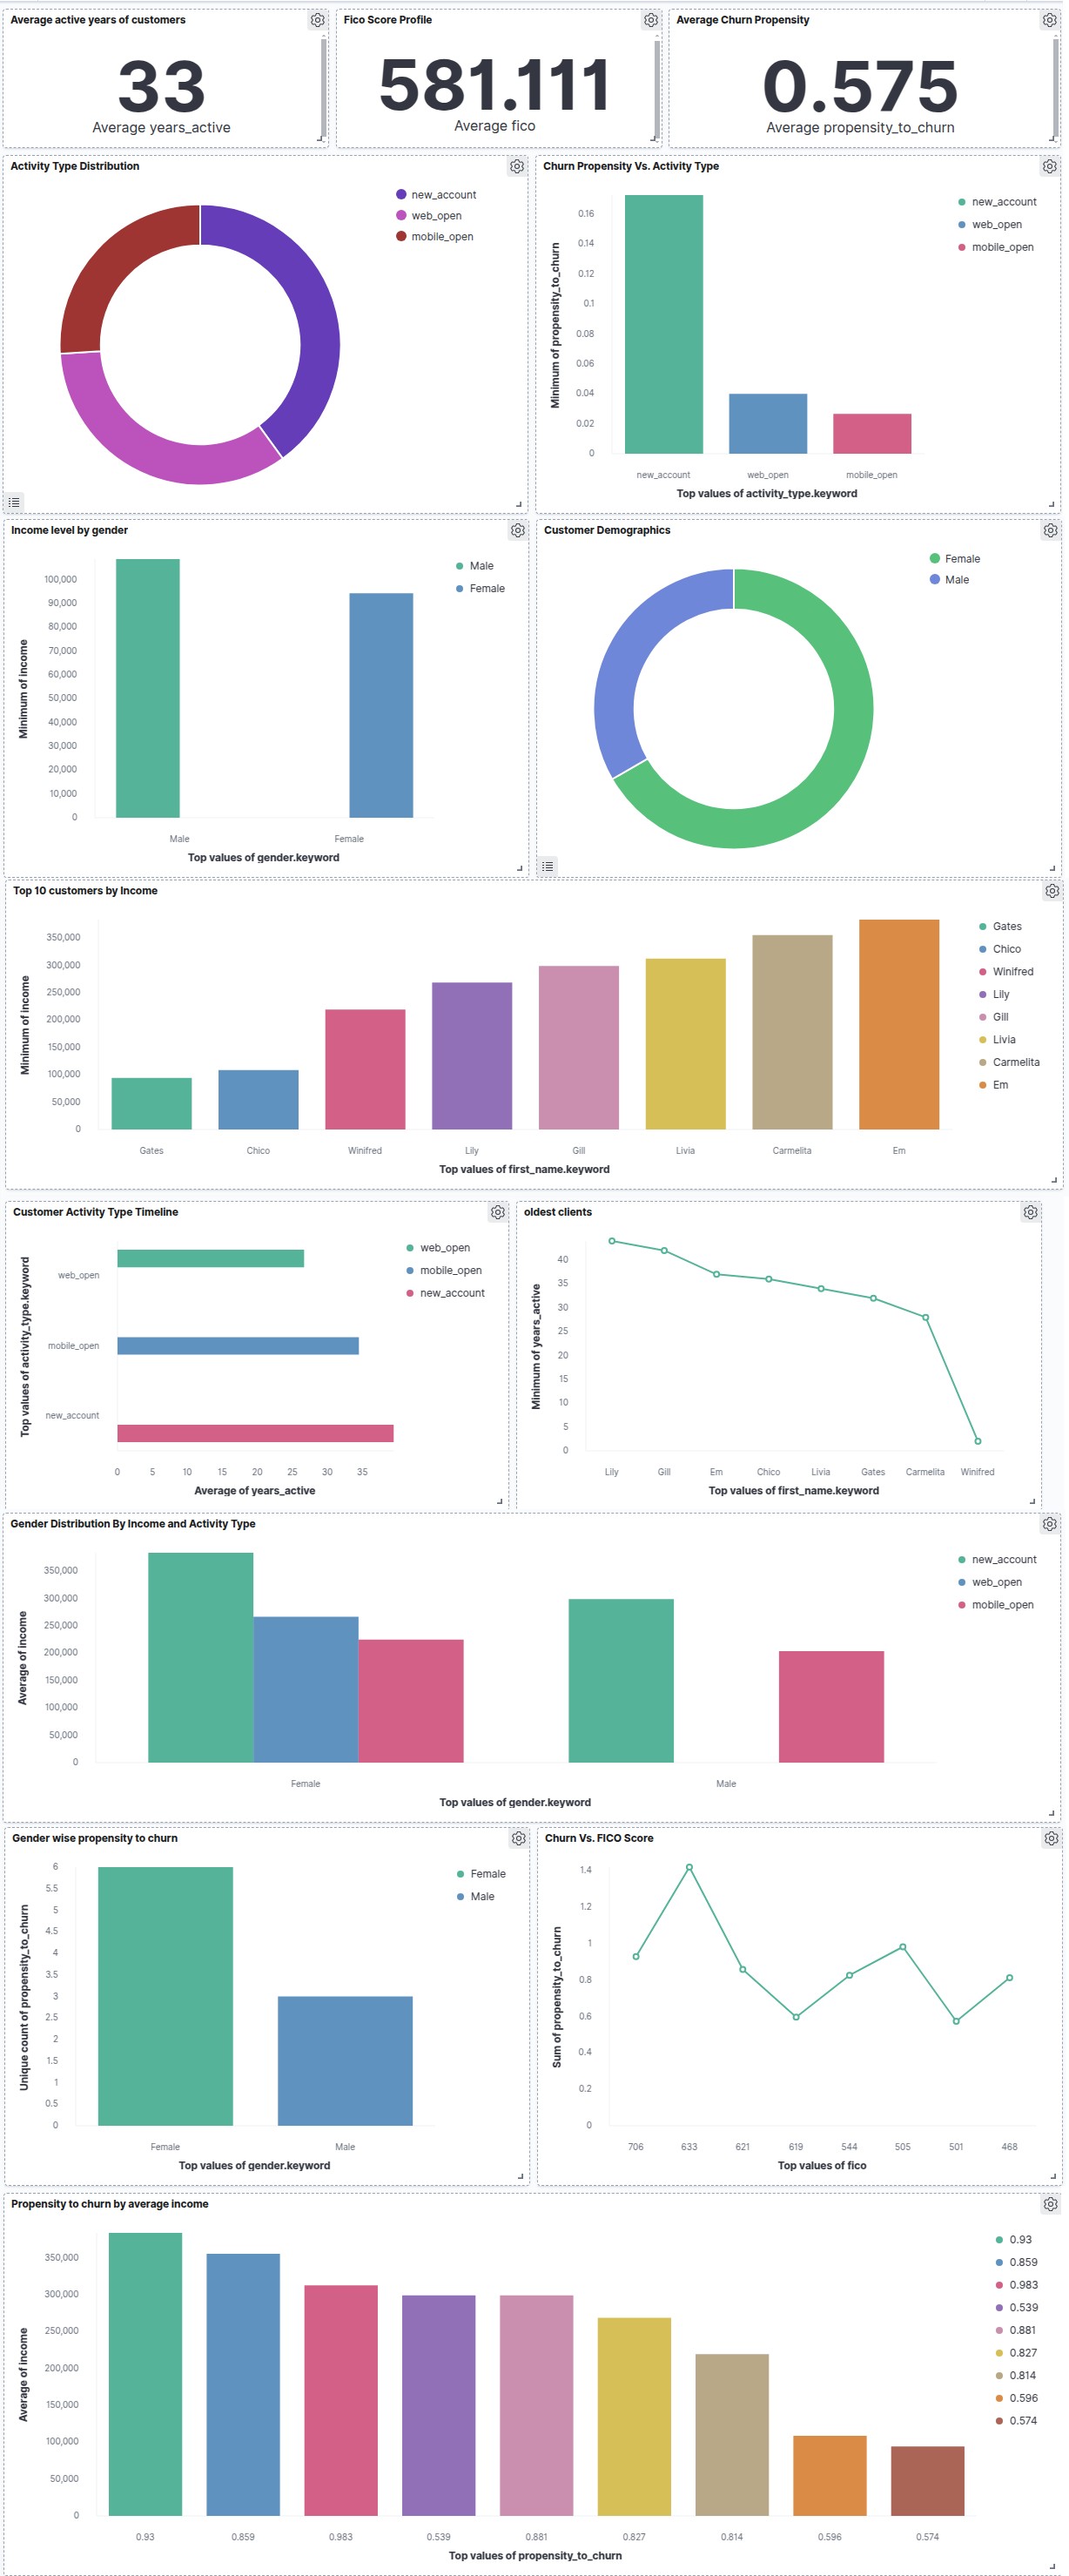 Average active years of customers
33
Average years_active
Fico Score Profile
581.111
Average fico
Average Churn Propensity
0.575
Average propensity_to_churn
Activity Type Distribution
new_account
web_open
mobile_open
Churn Propensity Vs. Activity Type
Minimum of propensity_to_churn
0.16
0.14
0.12
0.1
0.08
0.06
0.04
0.02
0
new_account web_open mobile_open
Top values of activity_type.keyword
new_account
web_open
mobile_open
Income level by gender
Minimum of income
100,000
90,000
80,000
70,000
60,000
50,000
40,000
30,000
20,000
10,000
0
Male Female
Top values of gender.keyword
Male
Female
Customer Demographics
Female
Male
Top 10 customers by Income
Minimum of income
350,000
300,000
250,000
200,000
150,000
100,000
50,000
0
Gates Chico Winifred Lily Gill Livia Carmelita Em
Top values of first_name.keyword
Gates
Chico
Winifred
Lily
Gill
Livia
Carmelita
Em
Customer Activity Type Timeline
Top values of activity_type.keyword
web_open
mobile_open
new_account
0 5 10 15 20 25 30 35
Average of years_active
web_open
mobile_open
new_account
oldest clients
Minimum of years_active
40
35
30
25
20
15
10
5
0
Lily Gill Em Chico Livia Gates Carmelita Winifred
Top values of first_name.keyword
Gender Distribution By Income and Activity Type
Average of income
350,000
300,000
250,000
200,000
150,000
100,000
50,000
0
Female Male
Top values of gender.keyword
new_account
web_open
mobile_open
Gender wise propensity to churn
Unique count of propensity_to_churn
6
5.5
5
4.5
4
3.5
3
2.5
2
1.5
1
0.5
0
Female Male
Top values of gender.keyword
Female
Male
Churn Vs. FICO Score
Sum of propensity_to_churn
1.4
1.2
1
0.8
0.6
0.4
0.2
0
706 633 621 619 544 505 501 468
Top values of fico
Propensity to churn by average income
Average of income
350,000
300,000
250,000
200,000
150,000
100,000
50,000
0
0.93 0.859 0.983 0.539 0.881 0.827 0.814 0.596 0.574
Top values of propensity_to_churn
0.93
0.859
0.983
0.539
0.881
0.827
0.814
0.596
0.574